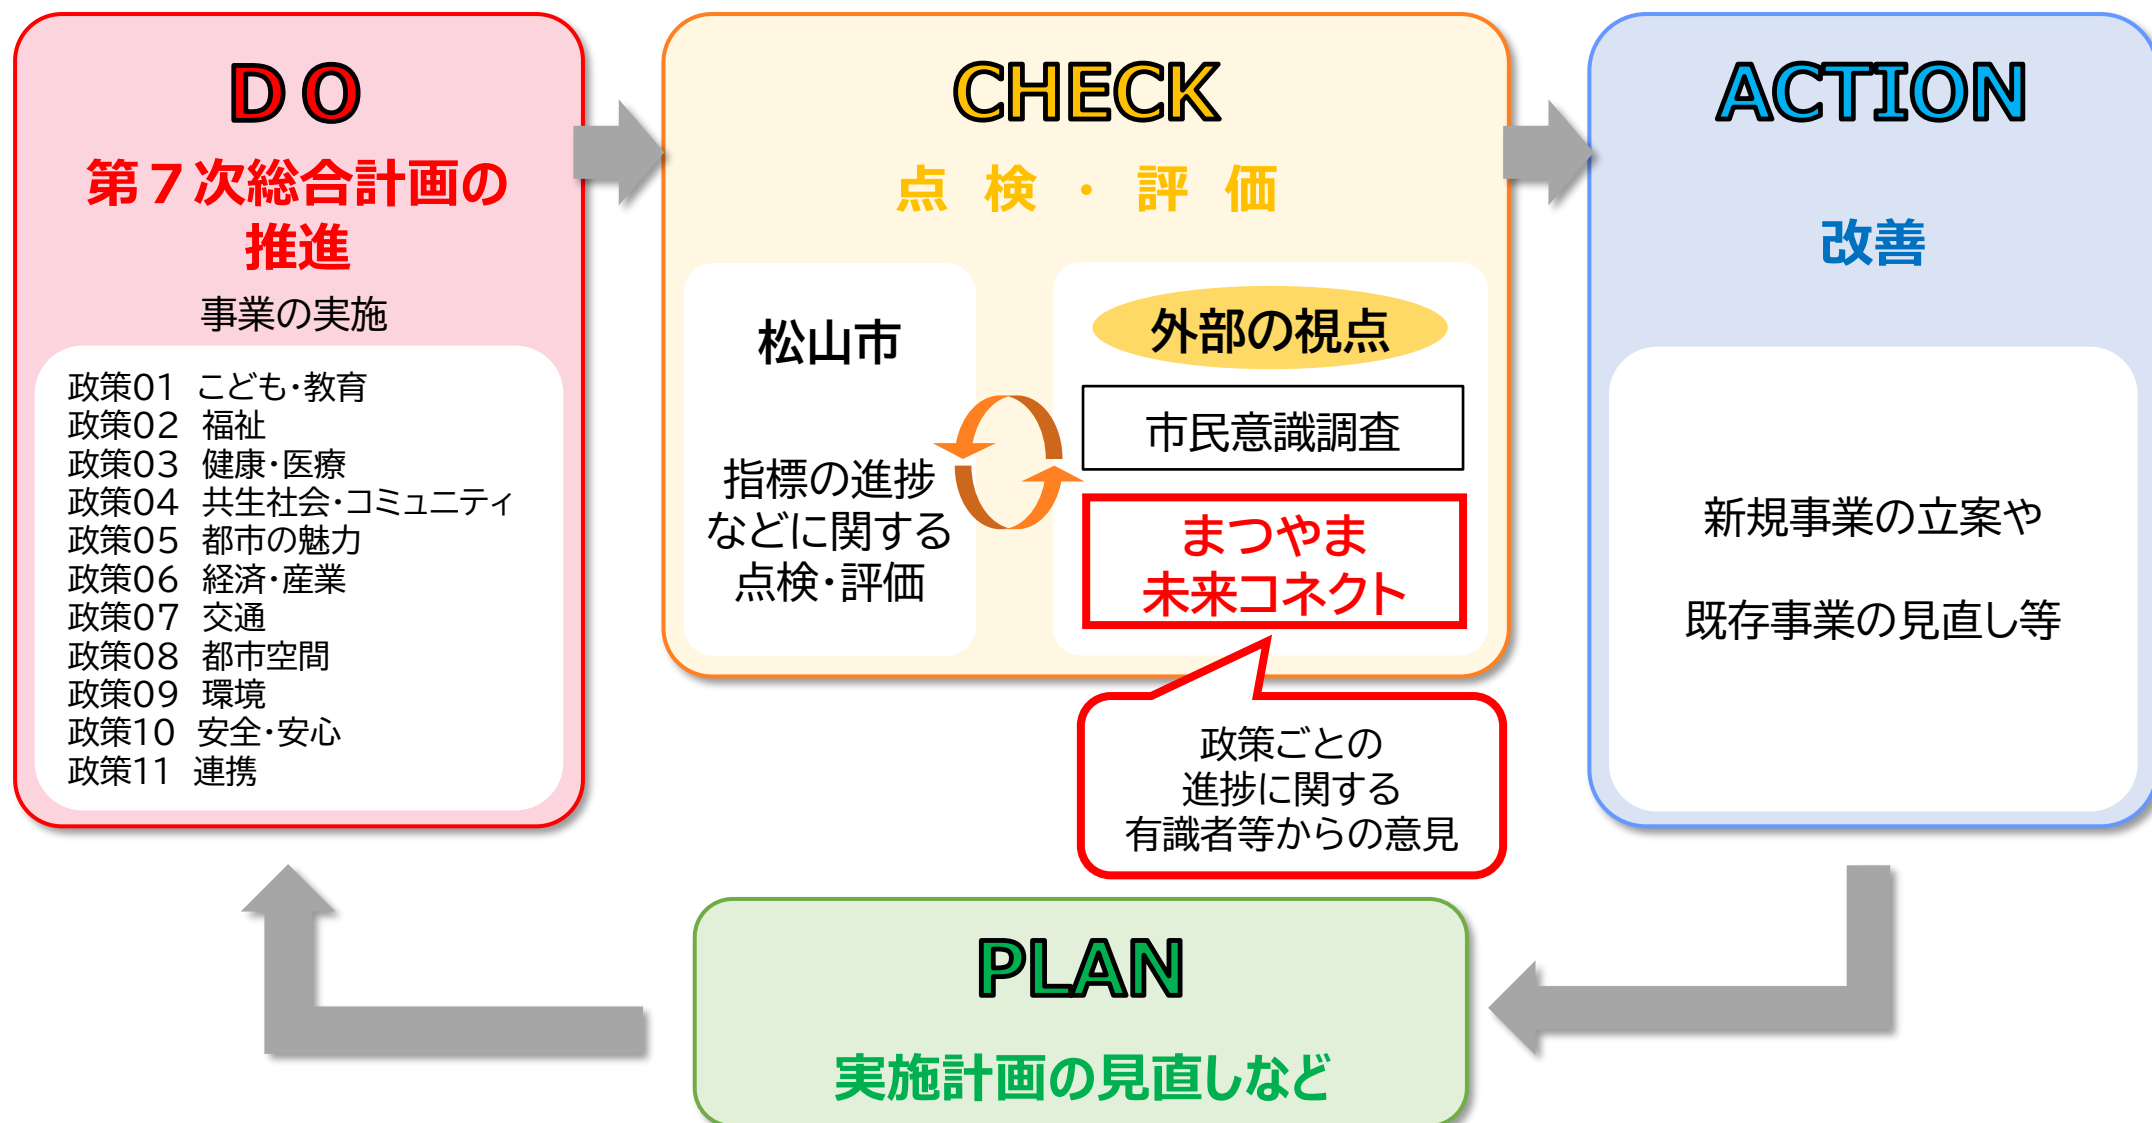 DO
第7次総合計画の
推進
事業の実施
政策01 こども・教育
政策02 福祉
政策03 健康・医療
政策04 共生社会・コミュニティ
政策05 都市の魅力
政策06 経済・産業
政策07 交通
政策08 都市空間
政策09 環境
政策10 安全・安心
政策11 連携
CHECK
点検・評価
松山市
指標の進捗
などに関する
点検・評価
外部の視点
市民意識調査
まつやま
未来コネクト
政策ごとの
進捗に関する
有識者等からの意見
ACTION
改善
新規事業の立案や
既存事業の見直し等
PLAN
実施計画の見直しなど